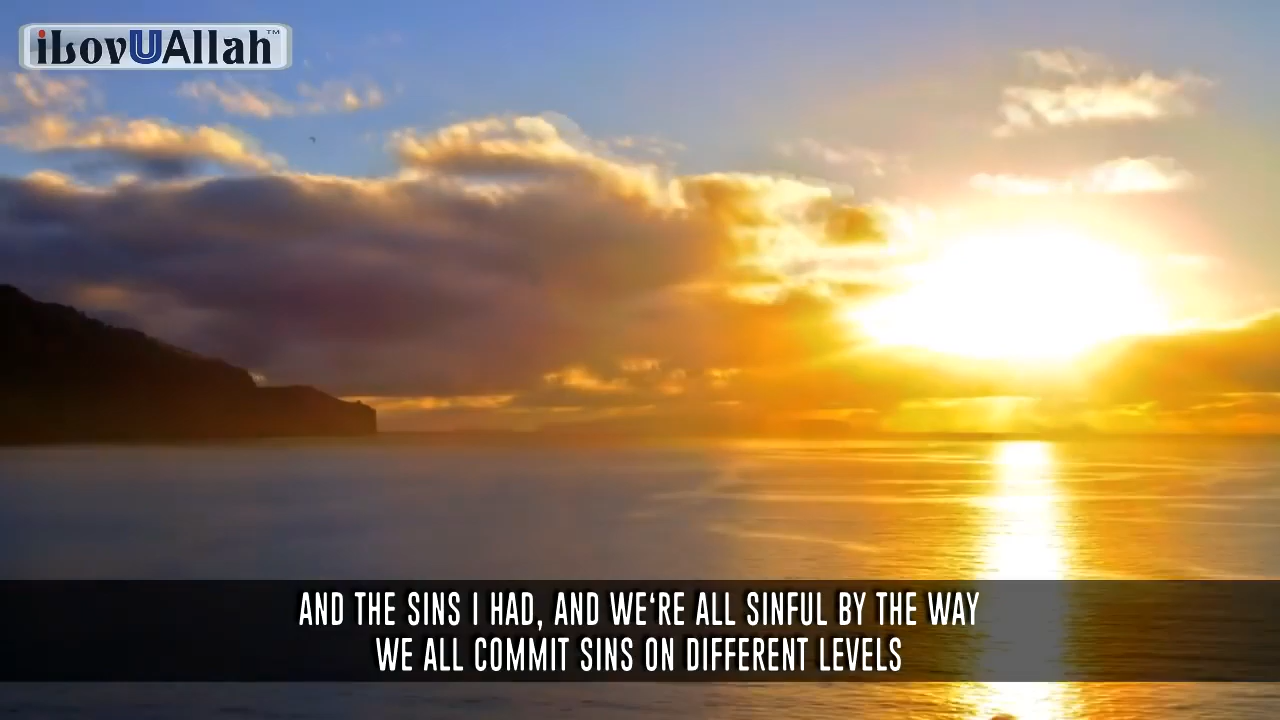 iLovUAllah™
AND THE SINS I HAD, AND WE‘RE ALL SINFUL BY THE WAY
WE ALL COMMIT SINS ON DIFFERENT LEVELS